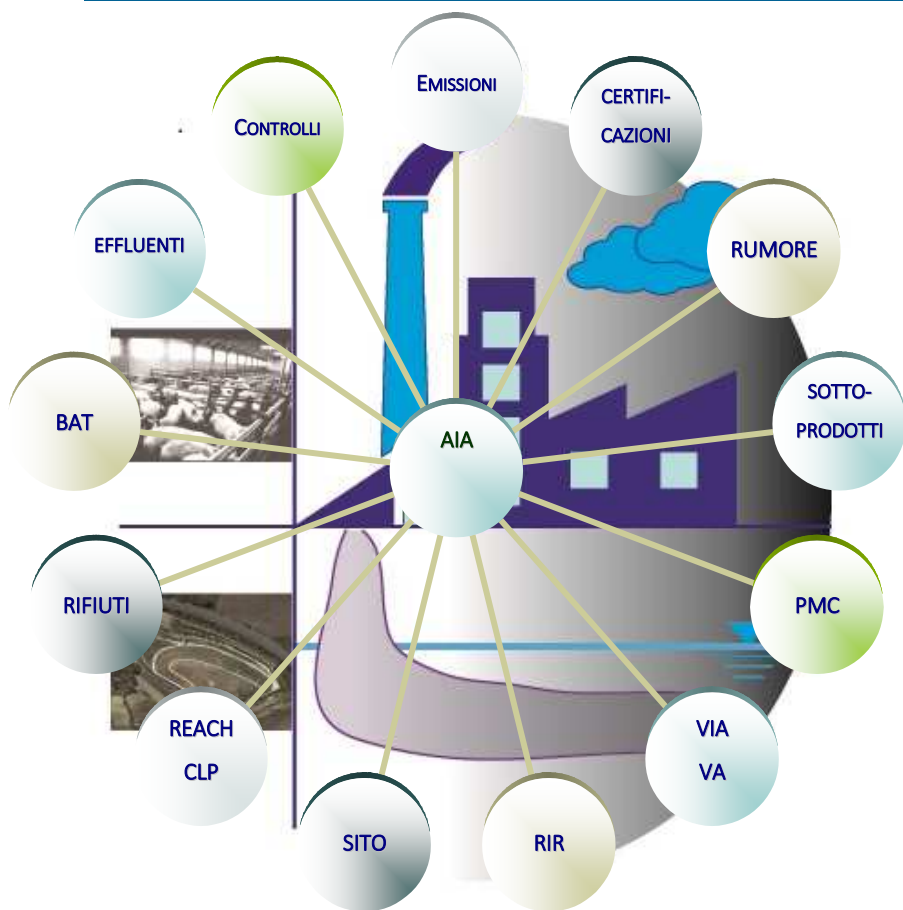 EMISSIONI
CERTIFI-
CAZIONI
CONTROLLI
RUMORE
EFFLUENTI
SOTTO-
PRODOTTI
BAT
AIA
RIFIUTI
PMC
REACH
CLP
VIA
VA
SITO
RIR